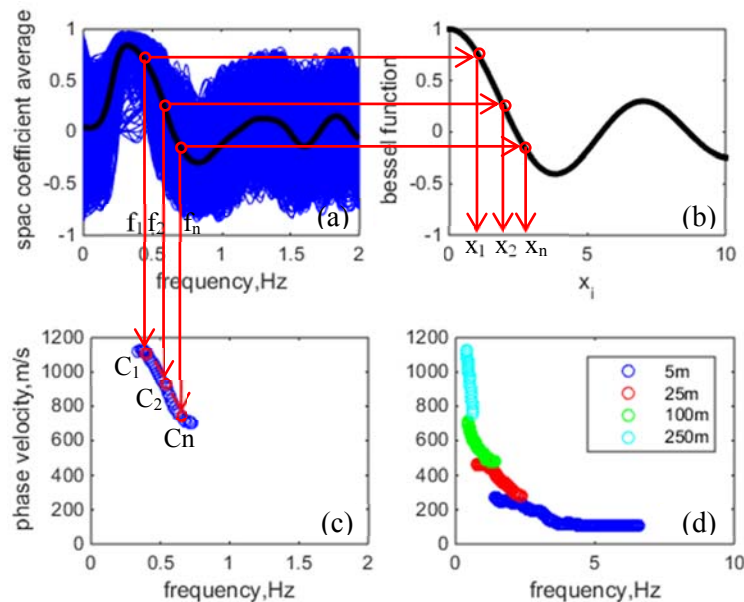 spac coefficient average
1
0.5
0
-0.5
-1
0
0.5
1
1.5
2
f1 f2 fn
(a)
frequency,Hz
bessel function
1
0.5
0
-0.5
-1
0
5
10
x1 x2 xn
(b)
xi
phase velocity,m/s
1200
1000
800
600
400
200
0
0
0.5
1
1.5
2
C1
C2
Cn
(c)
frequency,Hz
1200
1000
800
600
400
200
0
0
5
10
5m
25m
100m
250m
(d)
frequency,Hz